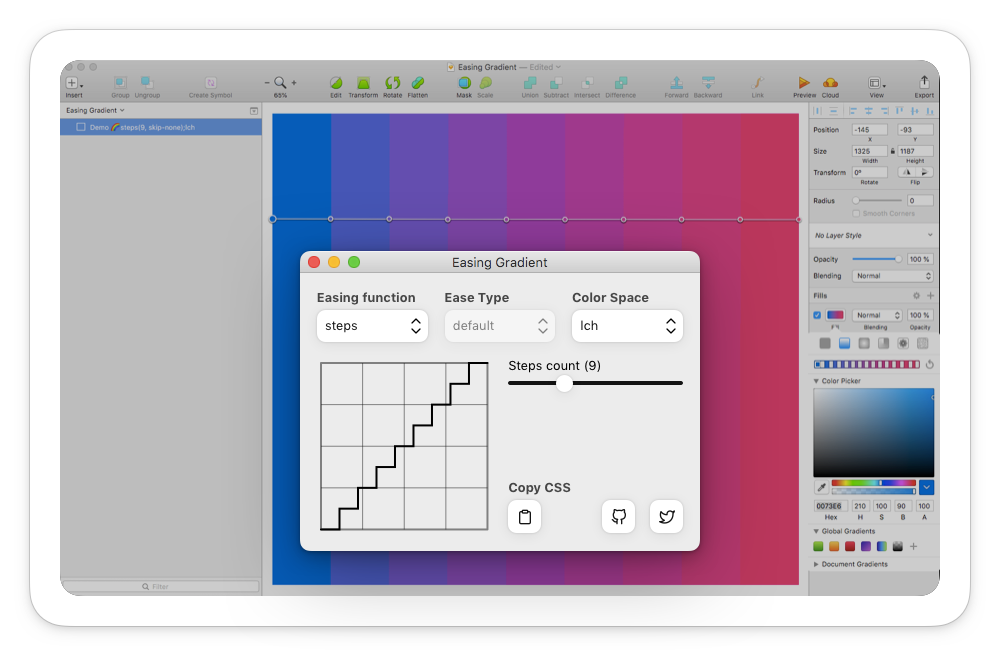 Easing Gradient — Edited
Insert
Group
Ungroup
Create Symbol
65%
Edit
Transform
Rotate
Flatten
Mask
Scale
Union
Subtract
Intersect
Difference
Forward
Backward
Link
Preview
Cloud
View
Export
Easing Gradient
Demo 🌈 steps(9, skip-none);lch
Filter
Easing Gradient
Easing function
Ease Type
Color Space
steps
default
lch
Steps count (9)
Copy CSS
Position
-145
-93
X
Y
Size
1325
1187
Width
Height
Transform
0°
Rotate
Flip
Radius
0
Smooth Corners
No Layer Style
Opacity
100 %
Blending
Normal
Fills
Normal
100 %
Fill
Blending
Opacity
Color Picker
0073E6
210
100
90
100
Hex
H
S
B
A
Global Gradients
Document Gradients